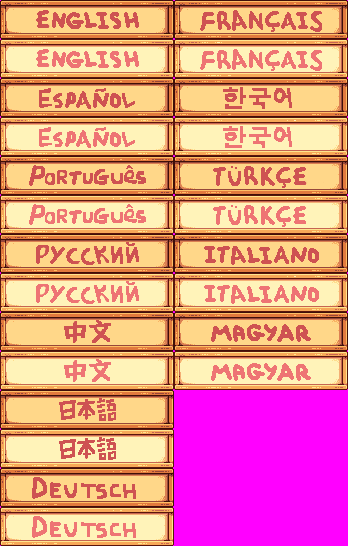 ENGLISH
ENGLISH
ESPAÑOL
ESPAÑOL
PORTUGUÊS
PORTUGUÊS
РУССКИЙ
РУССКИЙ
中文
中文
日本語
日本語
DEUTSCH
DEUTSCH
FRANÇAIS
FRANÇAIS
한국어
한국어
TÜRKÇE
TÜRKÇE
ITALIANO
ITALIANO
MAGYAR
MAGYAR